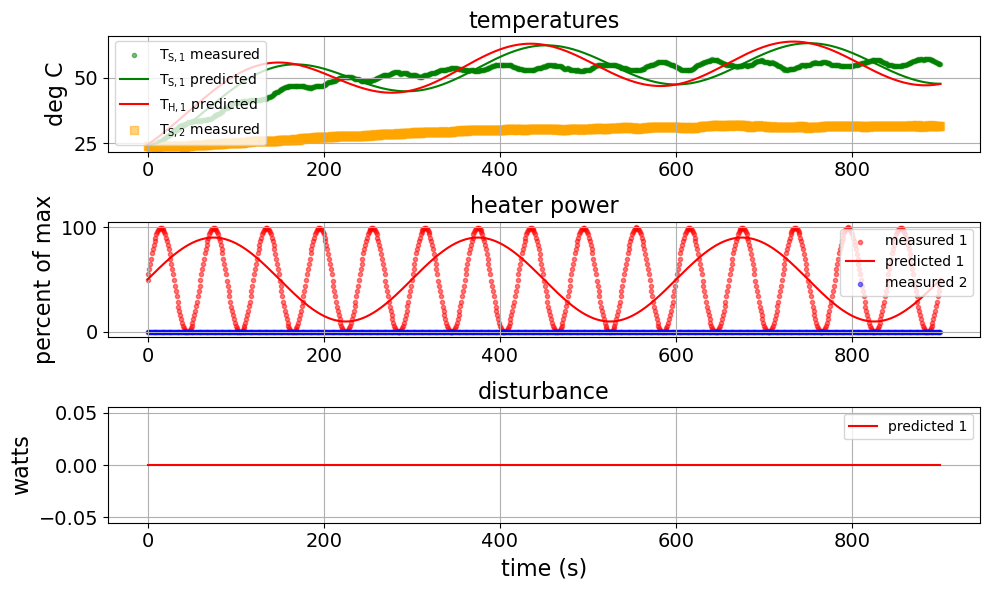 temperatures
deg C
50
25
T_S,1 measured
T_S,1 predicted
T_H,1 predicted
T_S,2 measured
0 200 400 600 800
heater power
percent of max
100
0
measured 1
predicted 1
measured 2
0 200 400 600 800
disturbance
watts
0.05
0.00
−0.05
predicted 1
0 200 400 600 800
time (s)